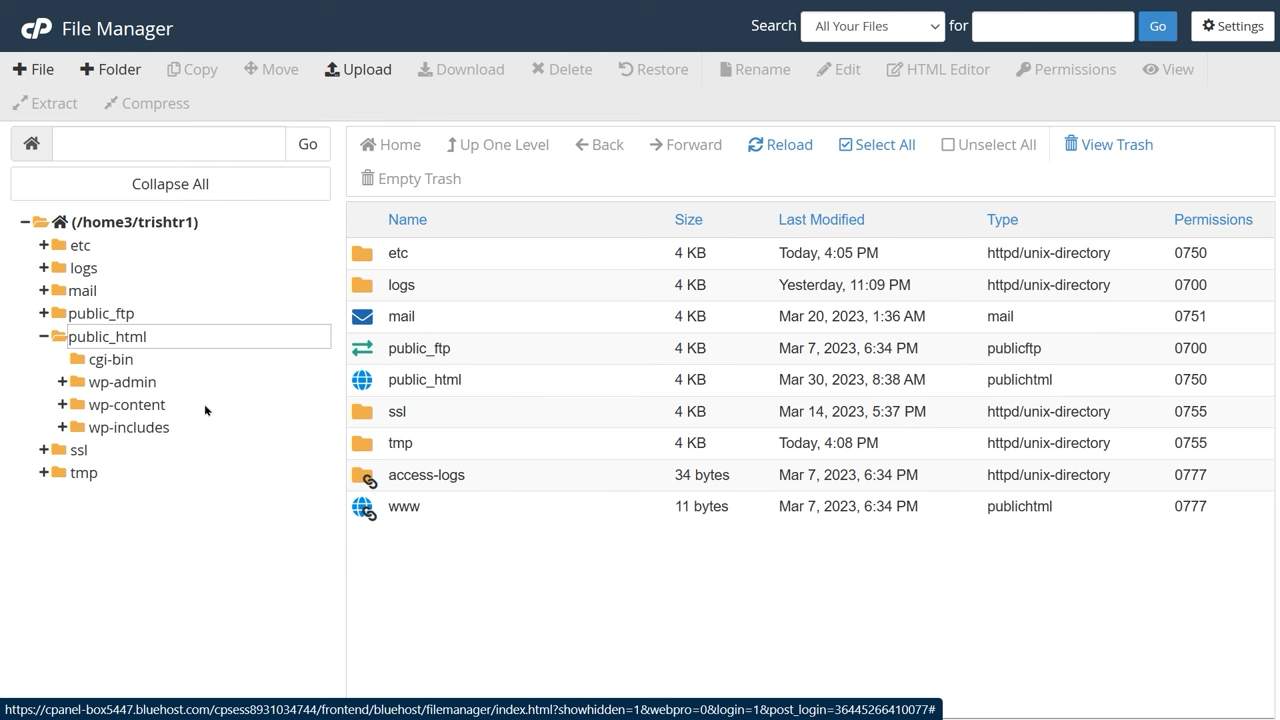 cP File Manager
Search All Your Files for Go Settings
File Folder Copy Move Upload Download Delete Restore Rename Edit HTML Editor Permissions View
Extract Compress
Go
Collapse All
Home Up One Level Back Forward Reload Select All Unselect All View Trash
Empty Trash
(/home3/trishtr1)
etc
logs
mail
public_ftp
public_html
cgi-bin
wp-admin
wp-content
wp-includes
ssl
tmp
Name Size Last Modified Type Permissions
etc 4 KB Today, 4:05 PM httpd/unix-directory 0750
logs 4 KB Yesterday, 11:09 PM httpd/unix-directory 0700
mail 4 KB Mar 20, 2023, 1:36 AM mail 0751
public_ftp 4 KB Mar 7, 2023, 6:34 PM publicftp 0700
public_html 4 KB Mar 30, 2023, 8:38 AM publichtml 0750
ssl 4 KB Mar 14, 2023, 5:37 PM httpd/unix-directory 0755
tmp 4 KB Today, 4:08 PM httpd/unix-directory 0755
access-logs 34 bytes Mar 7, 2023, 6:34 PM httpd/unix-directory 0777
www 11 bytes Mar 7, 2023, 6:34 PM publichtml 0777
https://cpanel-box5447.bluehost.com/cpsess8931034744/frontend/bluehost/filemanager/index.html?showhidden=1&webpro=0&login=1&post_login=36445266410077#